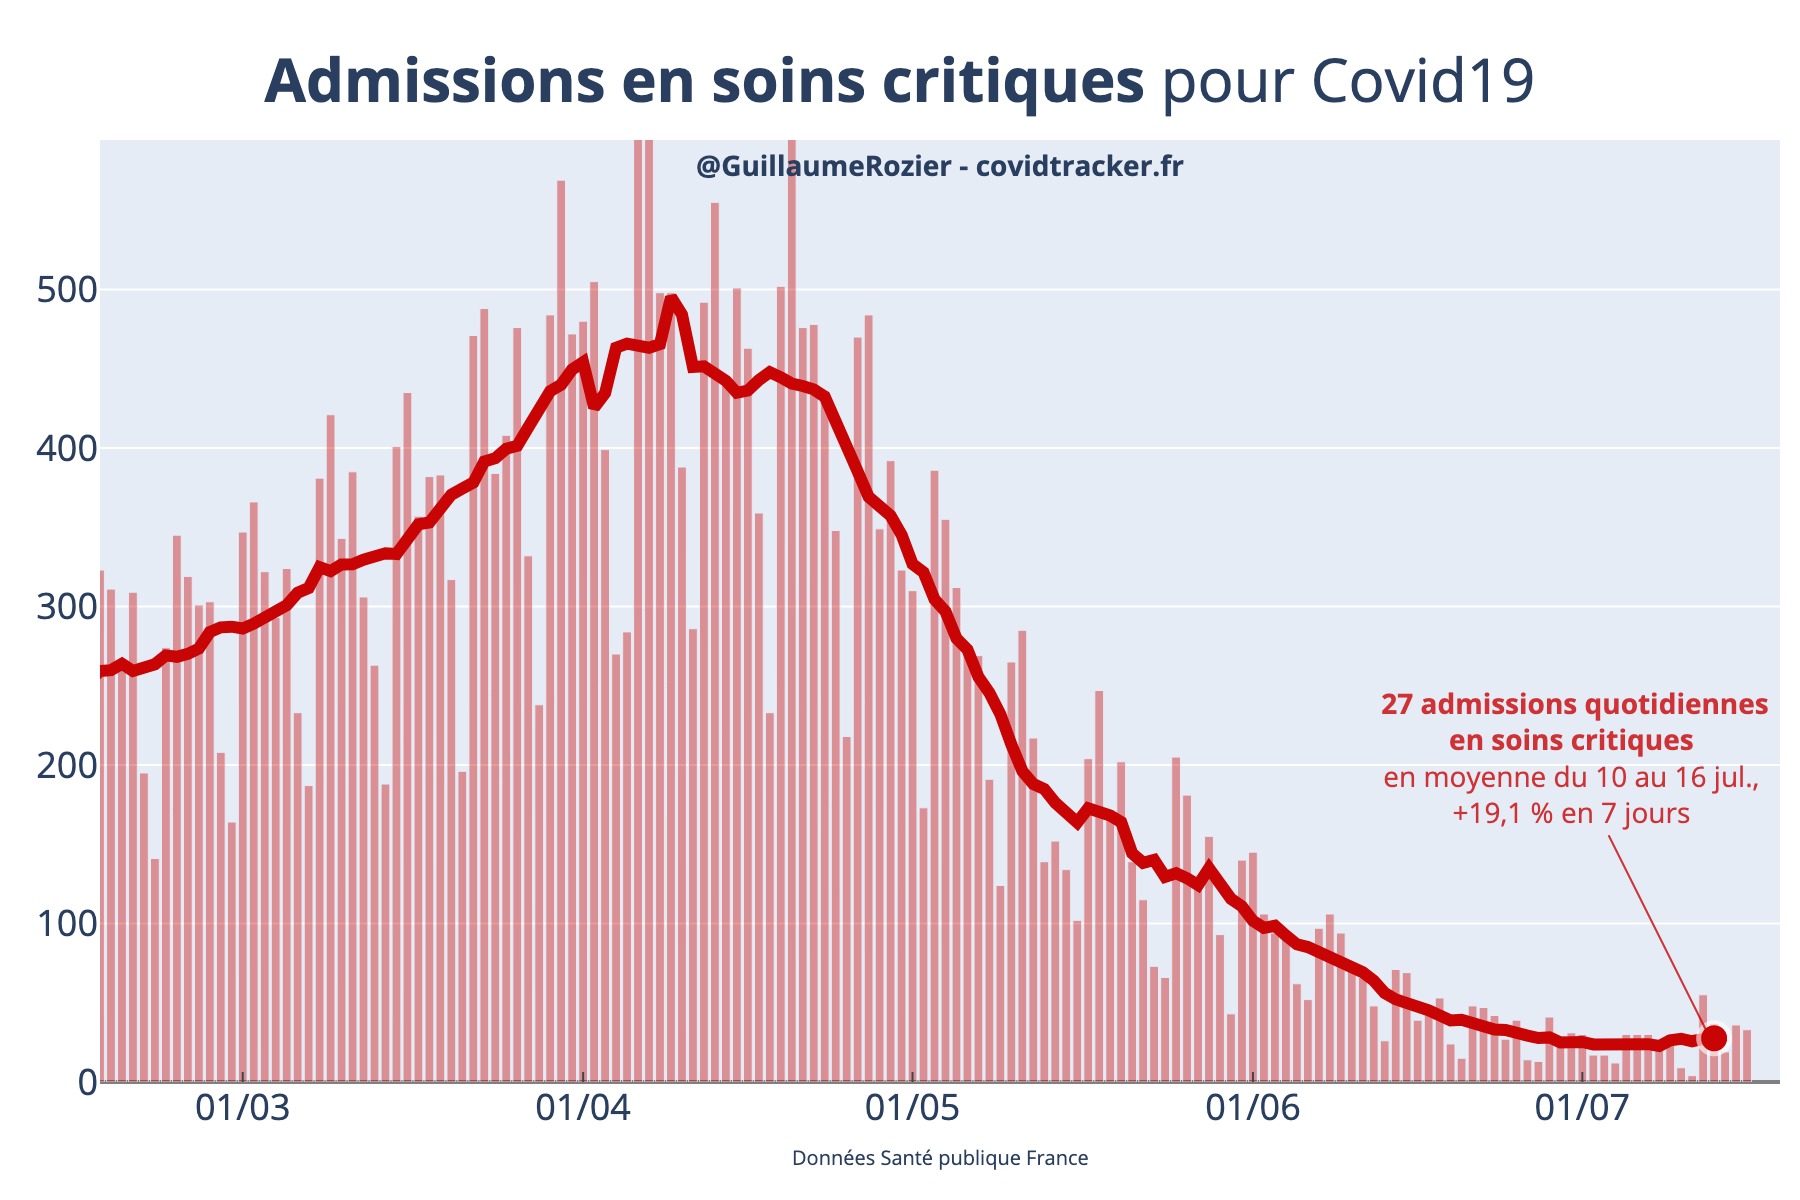 Admissions en soins critiques pour Covid19
@GuillaumeRozier - covidtracker.fr
500
400
300
200
100
0
27 admissions quotidiennes
en soins critiques
en moyenne du 10 au 16 jul.,
+19,1 % en 7 jours
01/03
01/04
01/05
01/06
01/07
Données Santé publique France